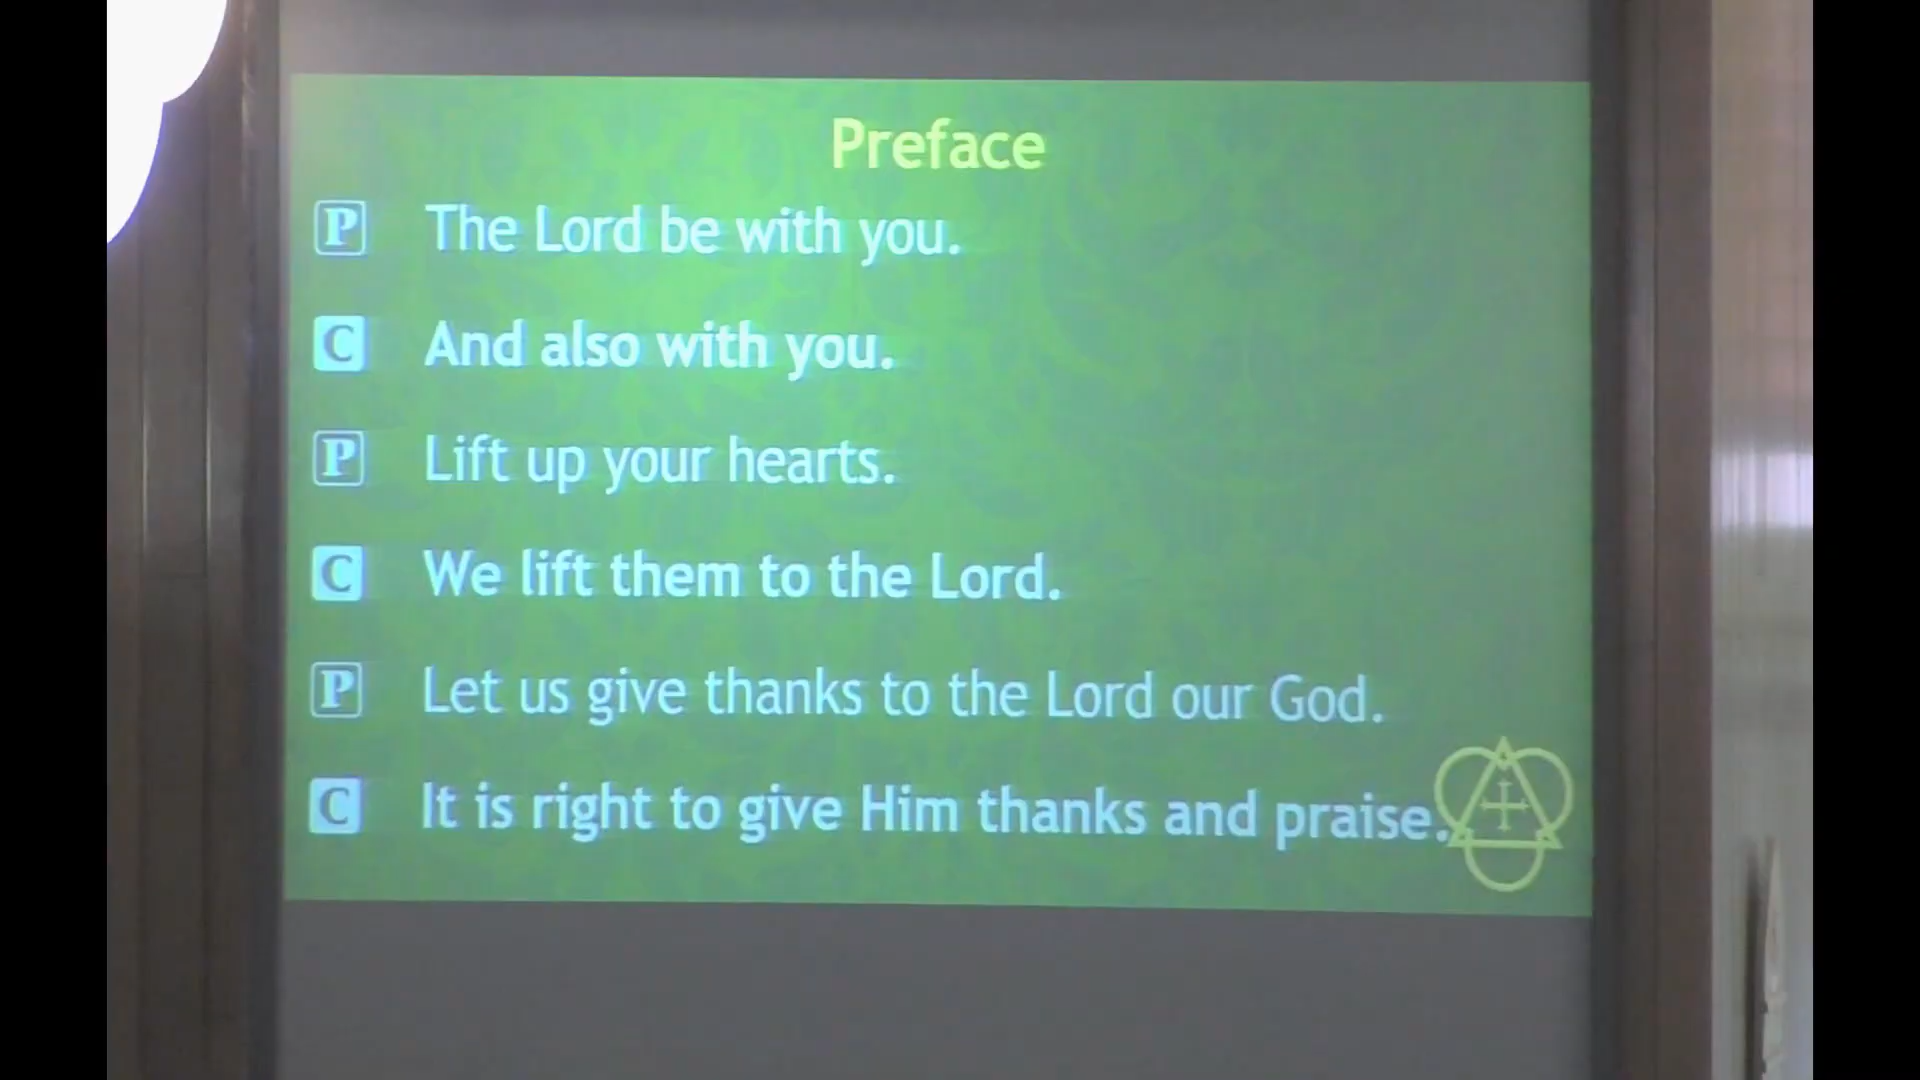 Preface
P The Lord be with you.
C And also with you.
P Lift up your hearts.
C We lift them to the Lord.
P Let us give thanks to the Lord our God.
C It is right to give Him thanks and praise.